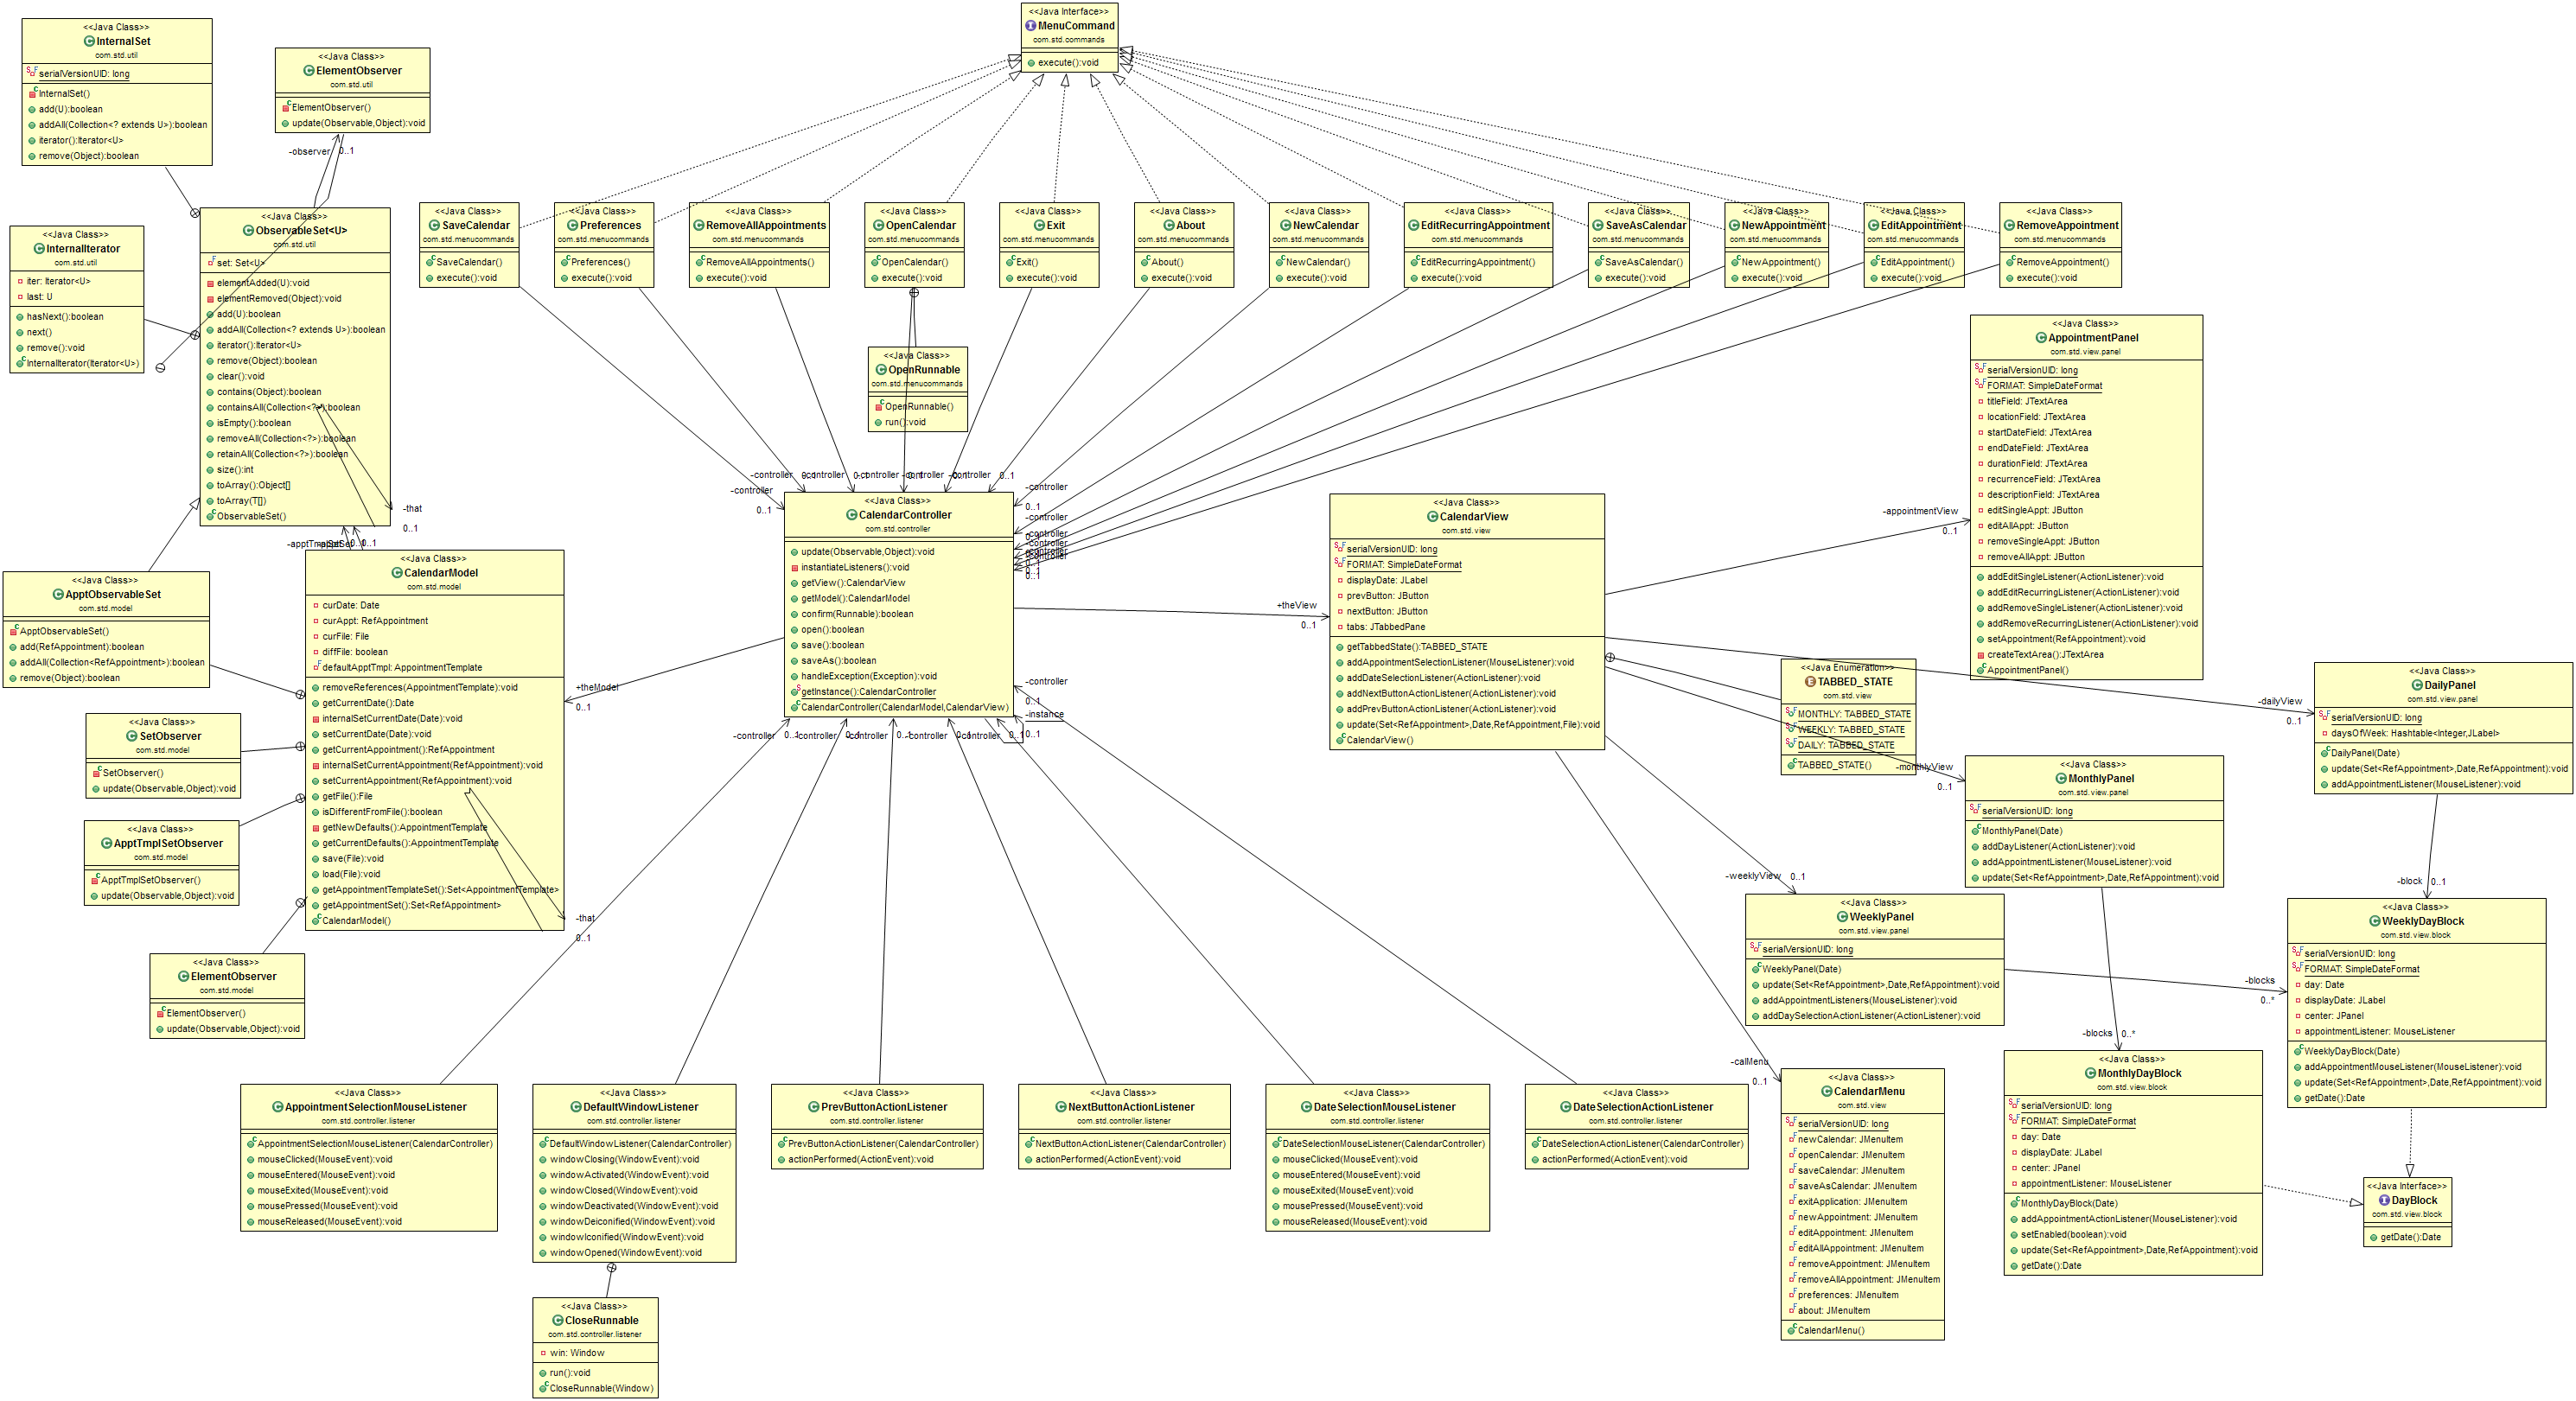 <<Java Class>>
InternalSet
com.std.util
serialVersionUID: long
InternalSet()
add(U):boolean
addAll(Collection<? extends U>):boolean
iterator():Iterator<U>
remove(Object):boolean
<<Java Class>>
ElementObserver
com.std.util
ElementObserver()
update(Observable,Object):void
-observer
0..1
<<Java Interface>>
MenuCommand
com.std.commands
execute():void
<<Java Class>>
InternalIterator
com.std.util
iter: Iterator<U>
last: U
hasNext():boolean
next()
remove():void
InternalIterator(Iterator<U>)
<<Java Class>>
ObservableSet<U>
com.std.util
set: Set<U>
elementAdded(U):void
elementRemoved(Object):void
add(U):boolean
addAll(Collection<? extends U>):boolean
iterator():Iterator<U>
remove(Object):boolean
clear():void
contains(Object):boolean
containsAll(Collection<?>):boolean
isEmpty():boolean
removeAll(Collection<?>):boolean
retainAll(Collection<?>):boolean
size():int
toArray():Object[]
toArray(T[])
ObservableSet()
-that
0..1
<<Java Class>>
SaveCalendar
com.std.menucommands
SaveCalendar()
execute():void
<<Java Class>>
Preferences
com.std.menucommands
Preferences()
execute():void
<<Java Class>>
RemoveAllAppointments
com.std.menucommands
RemoveAllAppointments()
execute():void
<<Java Class>>
OpenCalendar
com.std.menucommands
OpenCalendar()
execute():void
<<Java Class>>
Exit
com.std.menucommands
Exit()
execute():void
<<Java Class>>
About
com.std.menucommands
About()
execute():void
<<Java Class>>
NewCalendar
com.std.menucommands
NewCalendar()
execute():void
<<Java Class>>
EditRecurringAppointment
com.std.menucommands
EditRecurringAppointment()
execute():void
<<Java Class>>
SaveAsCalendar
com.std.menucommands
SaveAsCalendar()
execute():void
<<Java Class>>
NewAppointment
com.std.menucommands
NewAppointment()
execute():void
<<Java Class>>
EditAppointment
com.std.menucommands
EditAppointment()
execute():void
<<Java Class>>
RemoveAppointment
com.std.menucommands
RemoveAppointment()
execute():void
<<Java Class>>
OpenRunnable
com.std.menucommands
OpenRunnable()
run():void
-controller
0..1
-controller
0..1
-controller
0..1
-controller
-controller
0..1
-controller
0..1
-controller
-controller
controller
0..1
<<Java Class>>
CalendarController
com.std.controller
update(Observable,Object):void
instantiateListeners():void
getView():CalendarView
getModel():CalendarModel
confirm(Runnable):boolean
open():boolean
save():boolean
saveAs():boolean
handleException(Exception):void
getInstance():CalendarController
CalendarController(CalendarModel,CalendarView)
+theView
0..1
+theModel
0..1
-controller
0..1
-instance
0..1
-controller
0..1
-controller
0..1
-controller
0..1
-controller
0..1
controller
0..1
<<Java Class>>
CalendarView
com.std.view
serialVersionUID: long
FORMAT: SimpleDateFormat
displayDate: JLabel
prevButton: JButton
nextButton: JButton
tabs: JTabbedPane
getTabbedState():TABBED_STATE
addAppointmentSelectionListener(MouseListener):void
addDateSelectionListener(ActionListener):void
addNextButtonActionListener(ActionListener):void
addPrevButtonActionListener(ActionListener):void
update(Set<RefAppointment>,Date,RefAppointment,File):void
CalendarView()
-appointmentView
0..1
<<Java Class>>
AppointmentPanel
com.std.view.panel
serialVersionUID: long
FORMAT: SimpleDateFormat
titleField: JTextArea
locationField: JTextArea
startDateField: JTextArea
endDateField: JTextArea
durationField: JTextArea
recurrenceField: JTextArea
descriptionField: JTextArea
editSingleAppt: JButton
editAllAppt: JButton
removeSingleAppt: JButton
removeAllAppt: JButton
addEditSingleListener(ActionListener):void
addEditRecurringListener(ActionListener):void
addRemoveSingleListener(ActionListener):void
addRemoveRecurringListener(ActionListener):void
setAppointment(RefAppointment):void
createTextArea():JTextArea
AppointmentPanel()
<<Java Enumeration>>
TABBED_STATE
com.std.view
MONTHLY: TABBED_STATE
WEEKLY: TABBED_STATE
DAILY: TABBED_STATE
TABBED_STATE()
-dailyView
0..1
<<Java Class>>
DailyPanel
com.std.view.panel
serialVersionUID: long
daysOfWeek: Hashtable<Integer,JLabel>
DailyPanel(Date)
update(Set<RefAppointment>,Date,RefAppointment):void
addAppointmentListener(MouseListener):void
-monthlyView
0..1
<<Java Class>>
MonthlyPanel
com.std.view.panel
serialVersionUID: long
MonthlyPanel(Date)
addDayListener(ActionListener):void
addAppointmentListener(MouseListener):void
update(Set<RefAppointment>,Date,RefAppointment):void
-weeklyView
0..1
<<Java Class>>
WeeklyPanel
com.std.view.panel
serialVersionUID: long
WeeklyPanel(Date)
update(Set<RefAppointment>,Date,RefAppointment):void
addAppointmentListeners(MouseListener):void
addDaySelectionActionListener(ActionListener):void
-block
0..1
-blocks
0..*
<<Java Class>>
WeeklyDayBlock
com.std.view.block
serialVersionUID: long
FORMAT: SimpleDateFormat
day: Date
displayDate: JLabel
center: JPanel
appointmentListener: MouseListener
WeeklyDayBlock(Date)
addAppointmentMouseListener(MouseListener):void
update(Set<RefAppointment>,Date,RefAppointment):void
getDate():Date
-blocks
0..*
<<Java Class>>
MonthlyDayBlock
com.std.view.block
serialVersionUID: long
FORMAT: SimpleDateFormat
day: Date
displayDate: JLabel
center: JPanel
appointmentListener: MouseListener
MonthlyDayBlock(Date)
addAppointmentActionListener(MouseListener):void
setEnabled(boolean):void
update(Set<RefAppointment>,Date,RefAppointment):void
getDate():Date
<<Java Interface>>
DayBlock
com.std.view.block
getDate():Date
-calMenu
0..1
<<Java Class>>
CalendarMenu
com.std.view
serialVersionUID: long
newCalendar: JMenuItem
openCalendar: JMenuItem
saveCalendar: JMenuItem
saveAsCalendar: JMenuItem
exitApplication: JMenuItem
newAppointment: JMenuItem
editAppointment: JMenuItem
editAllAppointment: JMenuItem
removeAppointment: JMenuItem
removeAllAppointment: JMenuItem
preferences: JMenuItem
about: JMenuItem
CalendarMenu()
<<Java Class>>
CalendarModel
com.std.model
curDate: Date
curAppt: RefAppointment
curFile: File
diffFile: boolean
defaultApptTmpl: AppointmentTemplate
removeReferences(AppointmentTemplate):void
getCurrentDate():Date
internalSetCurrentDate(Date):void
setCurrentDate(Date):void
getCurrentAppointment():RefAppointment
internalSetCurrentAppointment(RefAppointment):void
setCurrentAppointment(RefAppointment):void
getFile():File
isDifferentFromFile():boolean
getNewDefaults():AppointmentTemplate
getCurrentDefaults():AppointmentTemplate
save(File):void
load(File):void
getAppointmentTemplateSet():Set<AppointmentTemplate>
getAppointmentSet():Set<RefAppointment>
CalendarModel()
-that
0..1
<<Java Class>>
ApptObservableSet
com.std.model
ApptObservableSet()
add(RefAppointment):boolean
addAll(Collection<RefAppointment>):boolean
remove(Object):boolean
<<Java Class>>
SetObserver
com.std.model
SetObserver()
update(Observable,Object):void
<<Java Class>>
ApptTmplSetObserver
com.std.model
ApptTmplSetObserver()
update(Observable,Object):void
<<Java Class>>
ElementObserver
com.std.model
ElementObserver()
update(Observable,Object):void
<<Java Class>>
AppointmentSelectionMouseListener
com.std.controller.listener
AppointmentSelectionMouseListener(CalendarController)
mouseClicked(MouseEvent):void
mouseEntered(MouseEvent):void
mouseExited(MouseEvent):void
mousePressed(MouseEvent):void
mouseReleased(MouseEvent):void
<<Java Class>>
DefaultWindowListener
com.std.controller.listener
DefaultWindowListener(CalendarController)
windowClosing(WindowEvent):void
windowActivated(WindowEvent):void
windowClosed(WindowEvent):void
windowDeactivated(WindowEvent):void
windowDeiconified(WindowEvent):void
windowIconified(WindowEvent):void
windowOpened(WindowEvent):void
<<Java Class>>
PrevButtonActionListener
com.std.controller.listener
PrevButtonActionListener(CalendarController)
actionPerformed(ActionEvent):void
<<Java Class>>
NextButtonActionListener
com.std.controller.listener
NextButtonActionListener(CalendarController)
actionPerformed(ActionEvent):void
<<Java Class>>
DateSelectionMouseListener
com.std.controller.listener
DateSelectionMouseListener(CalendarController)
mouseClicked(MouseEvent):void
mouseEntered(MouseEvent):void
mouseExited(MouseEvent):void
mousePressed(MouseEvent):void
mouseReleased(MouseEvent):void
<<Java Class>>
DateSelectionActionListener
com.std.controller.listener
DateSelectionActionListener(CalendarController)
actionPerformed(ActionEvent):void
<<Java Class>>
CloseRunnable
com.std.controller.listener
win: Window
run():void
CloseRunnable(Window)